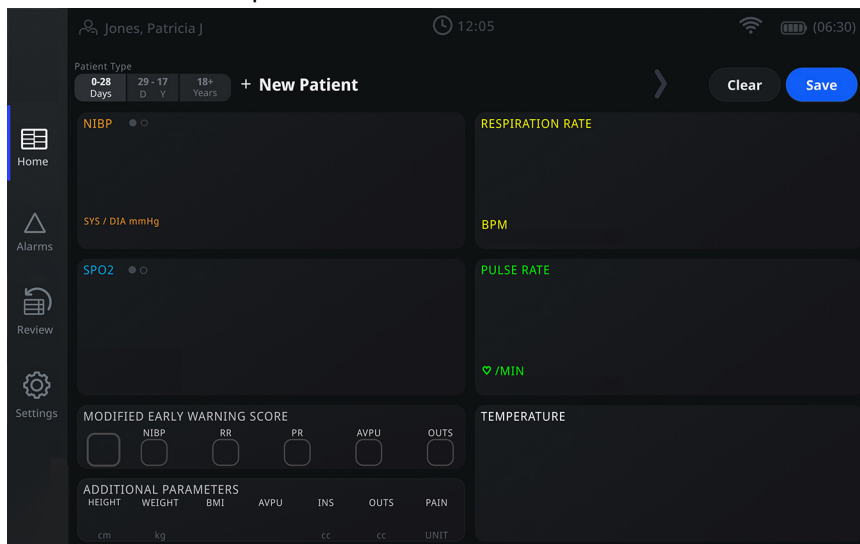 Jones, Patricia J
12:05
(06:30)
Patient Type
0-28 Days
29 - 17 D Y
18+ Years
+ New Patient
Clear
Save
Home
Alarms
Review
Settings
NIBP
SYS / DIA mmHg
RESPIRATION RATE
BPM
SPO2
PULSE RATE
/MIN
MODIFIED EARLY WARNING SCORE
NIBP RR PR AVPU OUTS
ADDITIONAL PARAMETERS
HEIGHT WEIGHT BMI AVPU INS OUTS PAIN
cm kg cc cc UNIT
TEMPERATURE